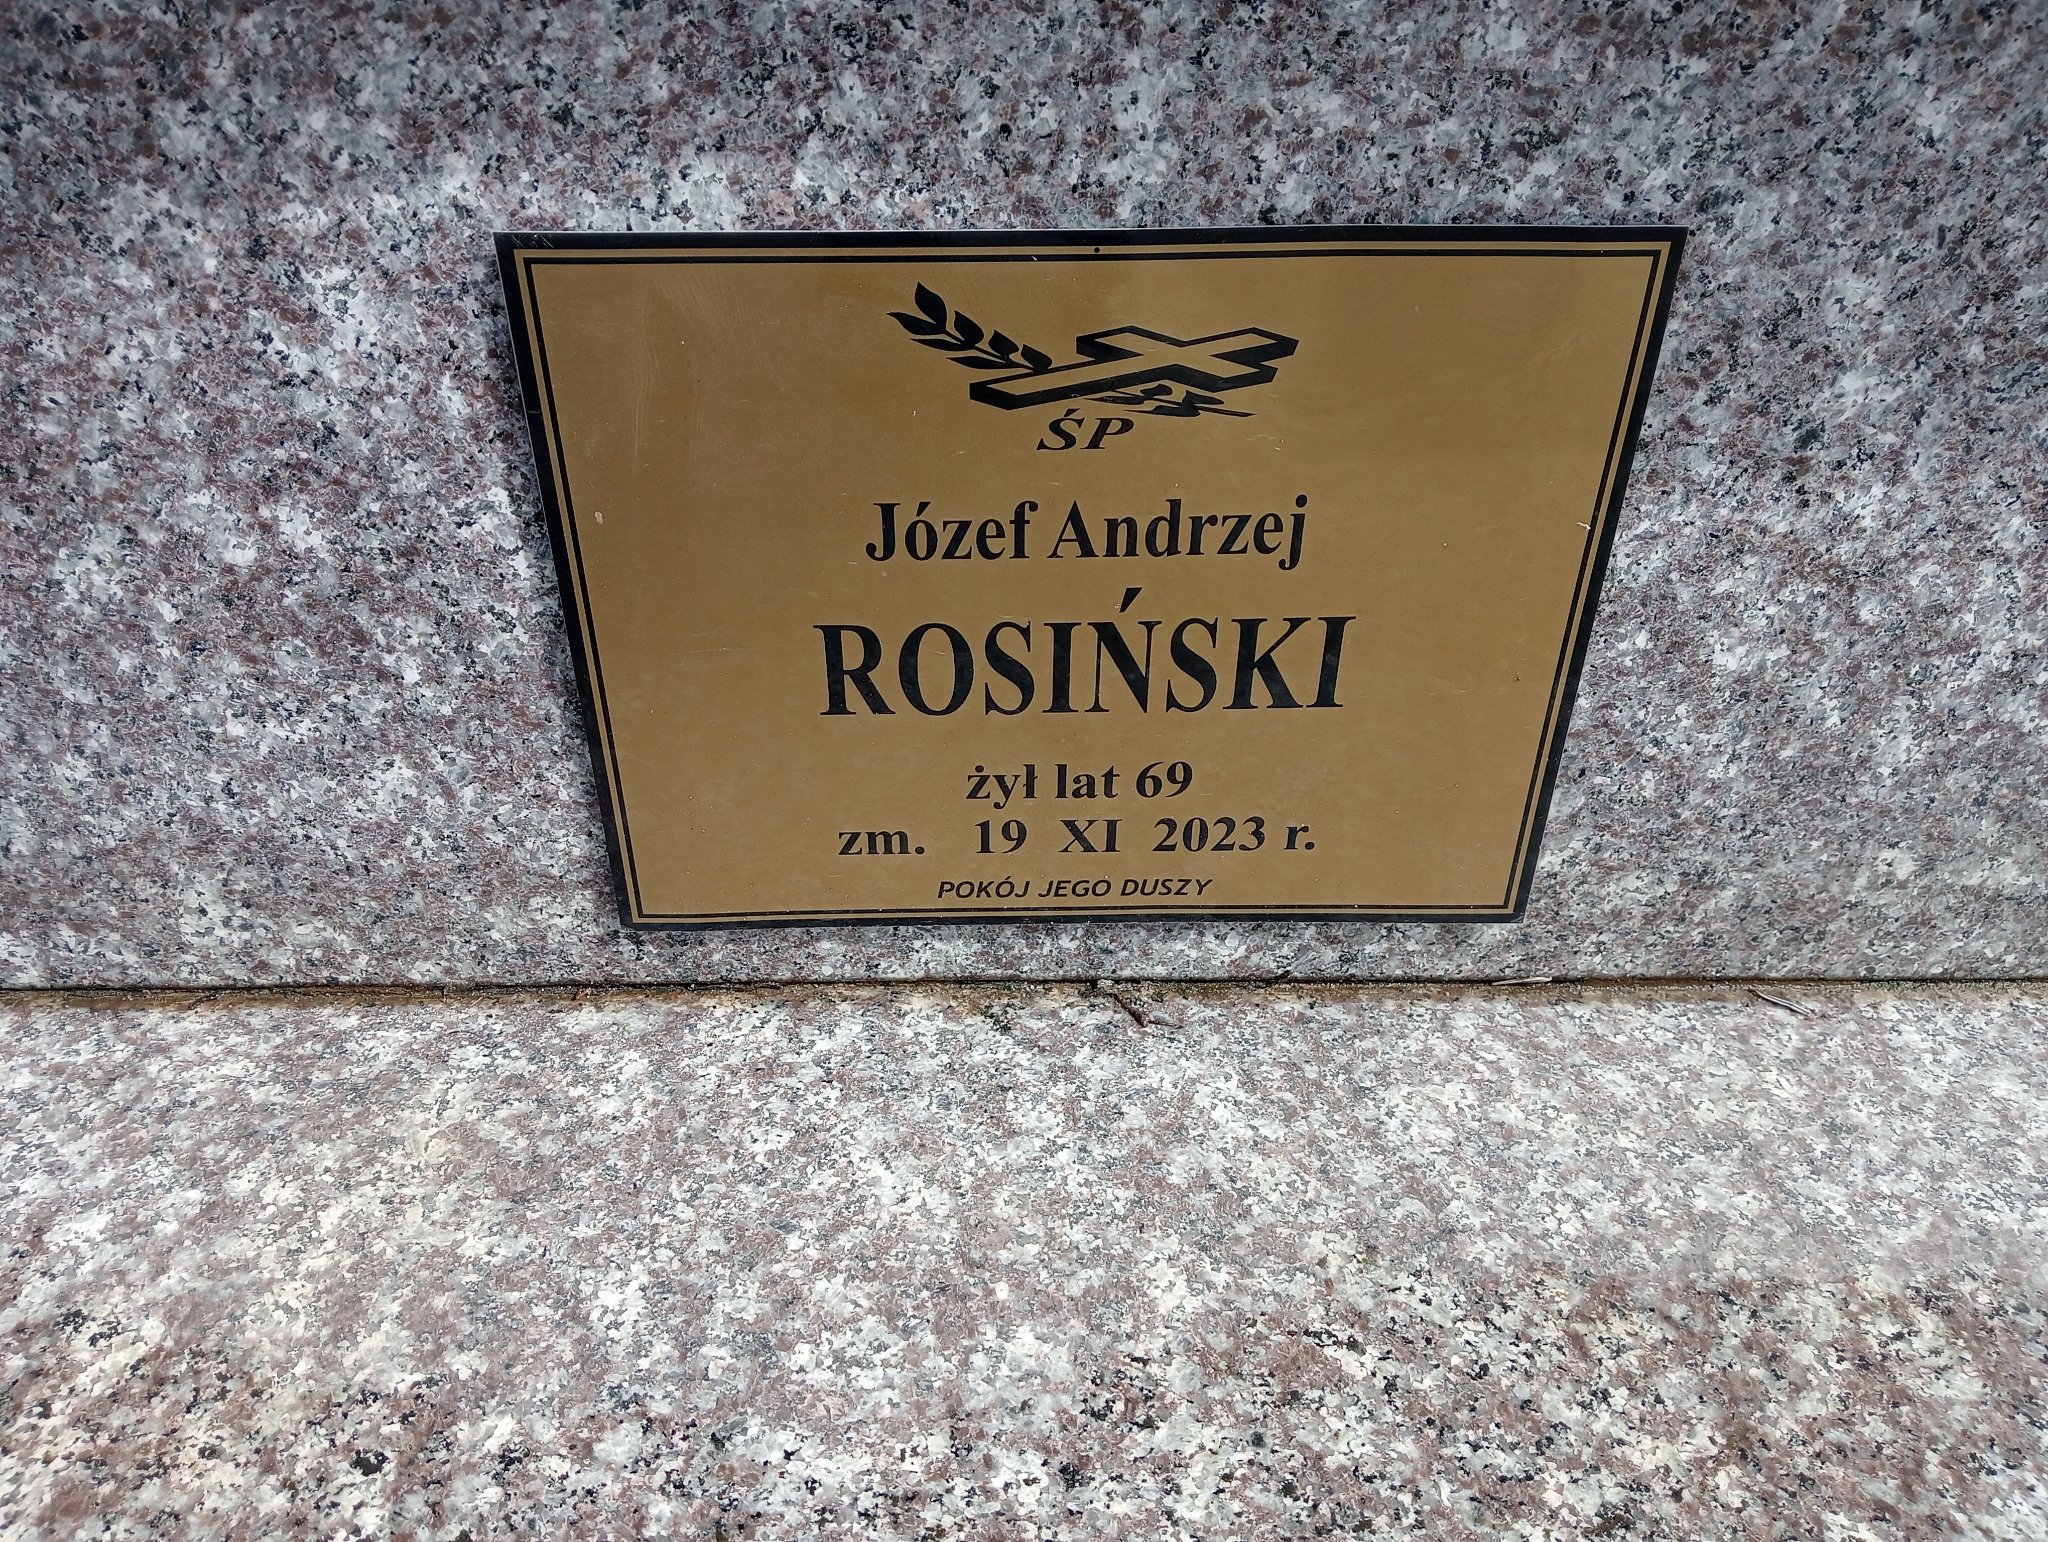 ŚP
Józef Andrzej
ROSIŃSKI
żył lat 69
zm. 19 XI 2023 r.
POKÓJ JEGO DUSZY